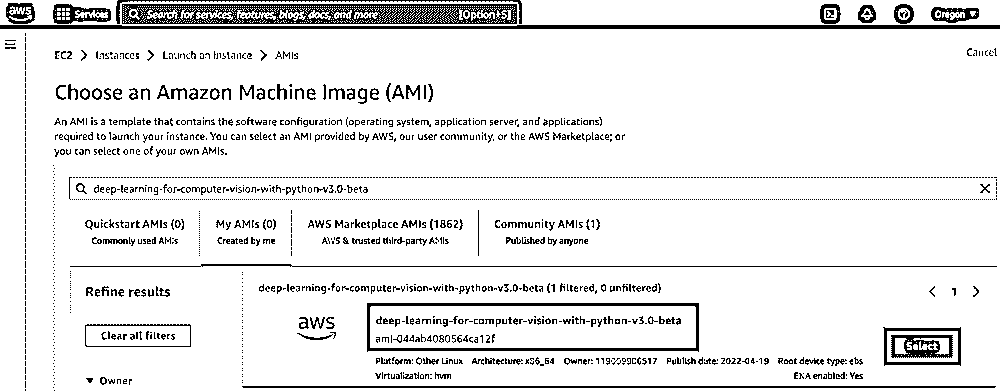 aws
Services
Search for services, features, blogs, docs, and more
[Option+S]
Oregon
EC2 > Instances > Launch an instance > AMIs
Cancel
Choose an Amazon Machine Image (AMI)
An AMI is a template that contains the software configuration (operating system, application server, and applications)
required to launch your instance. You can select an AMI provided by AWS, our user community, or the AWS Marketplace; or
you can select one of your own AMIs.
deep-learning-for-computer-vision-with-python-v3.0-beta
Quickstart AMIs (0)
Commonly used AMIs
My AMIs (0)
Created by me
AWS Marketplace AMIs (1862)
AWS & trusted third-party AMIs
Community AMIs (1)
Published by anyone
Refine results
Clear all filters
Owner
deep-learning-for-computer-vision-with-python-v3.0-beta (1 filtered, 0 unfiltered)
< 1 >
aws
deep-learning-for-computer-vision-with-python-v3.0-beta
ami-044ab4080564ca12f
Select
Platform: Other Linux Architecture: x86_64 Owner: 119059906517 Publish date: 2022-04-19 Root device type: ebs
Virtualization: hvm ENA enabled: Yes